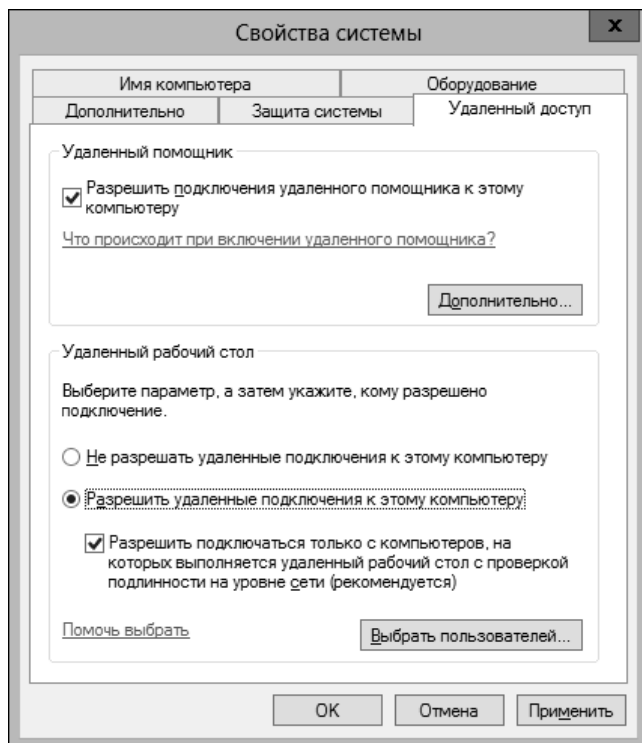 Свойства системы
x
Имя компьютера
Оборудование
Дополнительно
Защита системы
Удаленный доступ
Удаленный помощник
Разрешить подключения удаленного помощника к этому
компьютеру
Что происходит при включении удаленного помощника?
Дополнительно...
Удаленный рабочий стол
Выберите параметр, а затем укажите, кому разрешено
подключение.
Не разрешать удаленные подключения к этому компьютеру
Разрешить удаленные подключения к этому компьютеру
Разрешить подключаться только с компьютеров, на
которых выполняется удаленный рабочий стол с проверкой
подлинности на уровне сети (рекомендуется)
Помочь выбрать
Выбрать пользователей...
ОК
Отмена
Применить